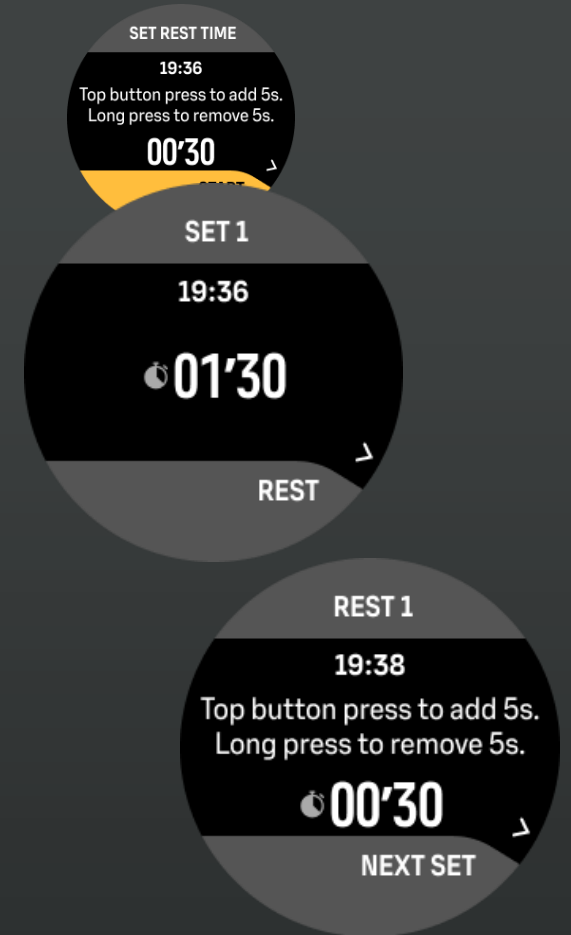 SET REST TIME
19:36
Top button press to add 5s.
Long press to remove 5s.
00'30
START
SET 1
19:36
01'30
REST
REST 1
19:38
Top button press to add 5s.
Long press to remove 5s.
00'30
NEXT SET